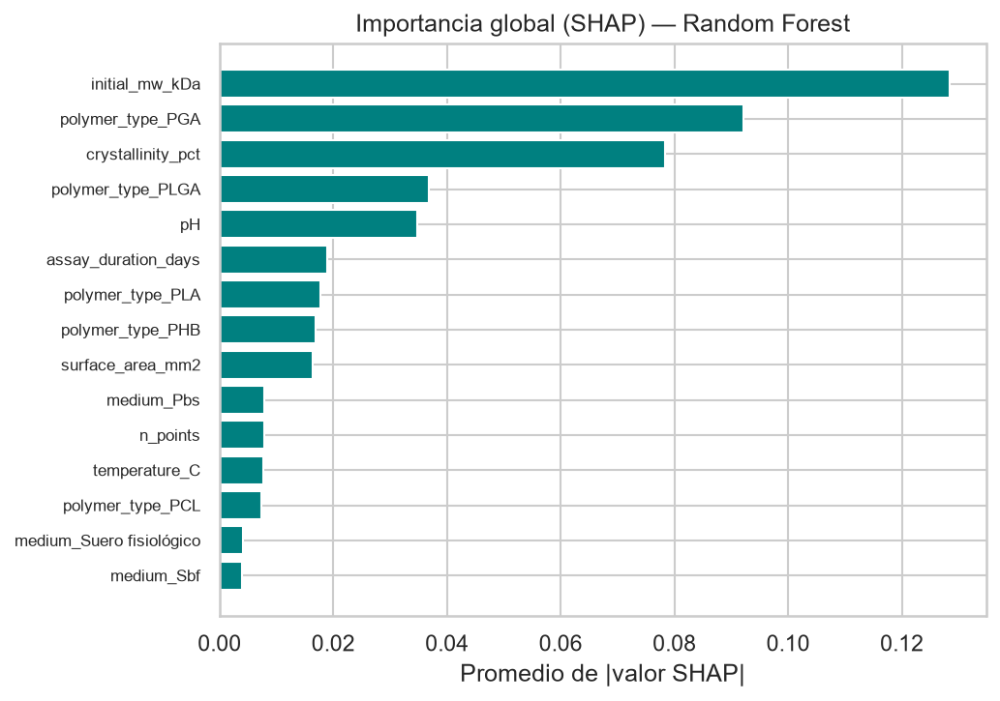 Importancia global (SHAP) — Random Forest
initial_mw_kDa
polymer_type_PGA
crystallinity_pct
polymer_type_PLGA
pH
assay_duration_days
polymer_type_PLA
polymer_type_PHB
surface_area_mm2
medium_Pbs
n_points
temperature_C
polymer_type_PCL
medium_Suero fisiológico
medium_Sbf
0.00 0.02 0.04 0.06 0.08 0.10 0.12
Promedio de |valor SHAP|